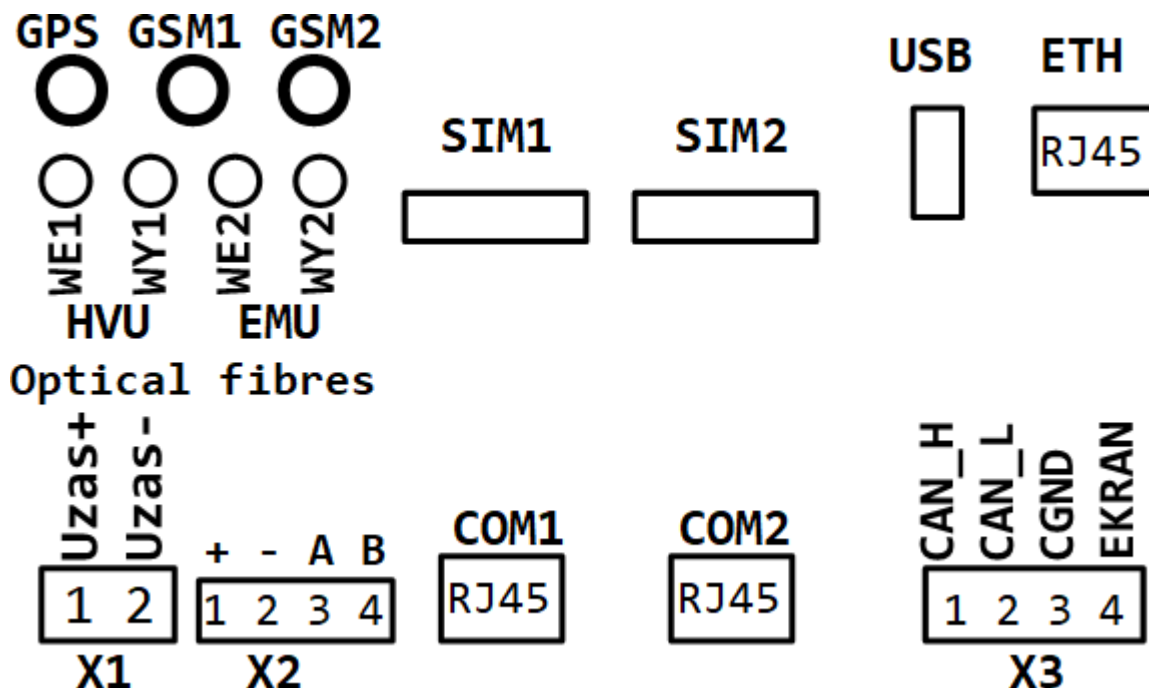 GPS GSM1 GSM2
USB ETH
SIM1 SIM2
RJ45
WE1 WY1 WE2 WY2
HVU EMU
Optical fibres
Uzas+ Uzas-
CAN_H CAN_L CGND EKRAN
COM1 COM2
+ - A B
1 2 1 2 3 4 RJ45 RJ45 1 2 3 4
X1 X2 X3